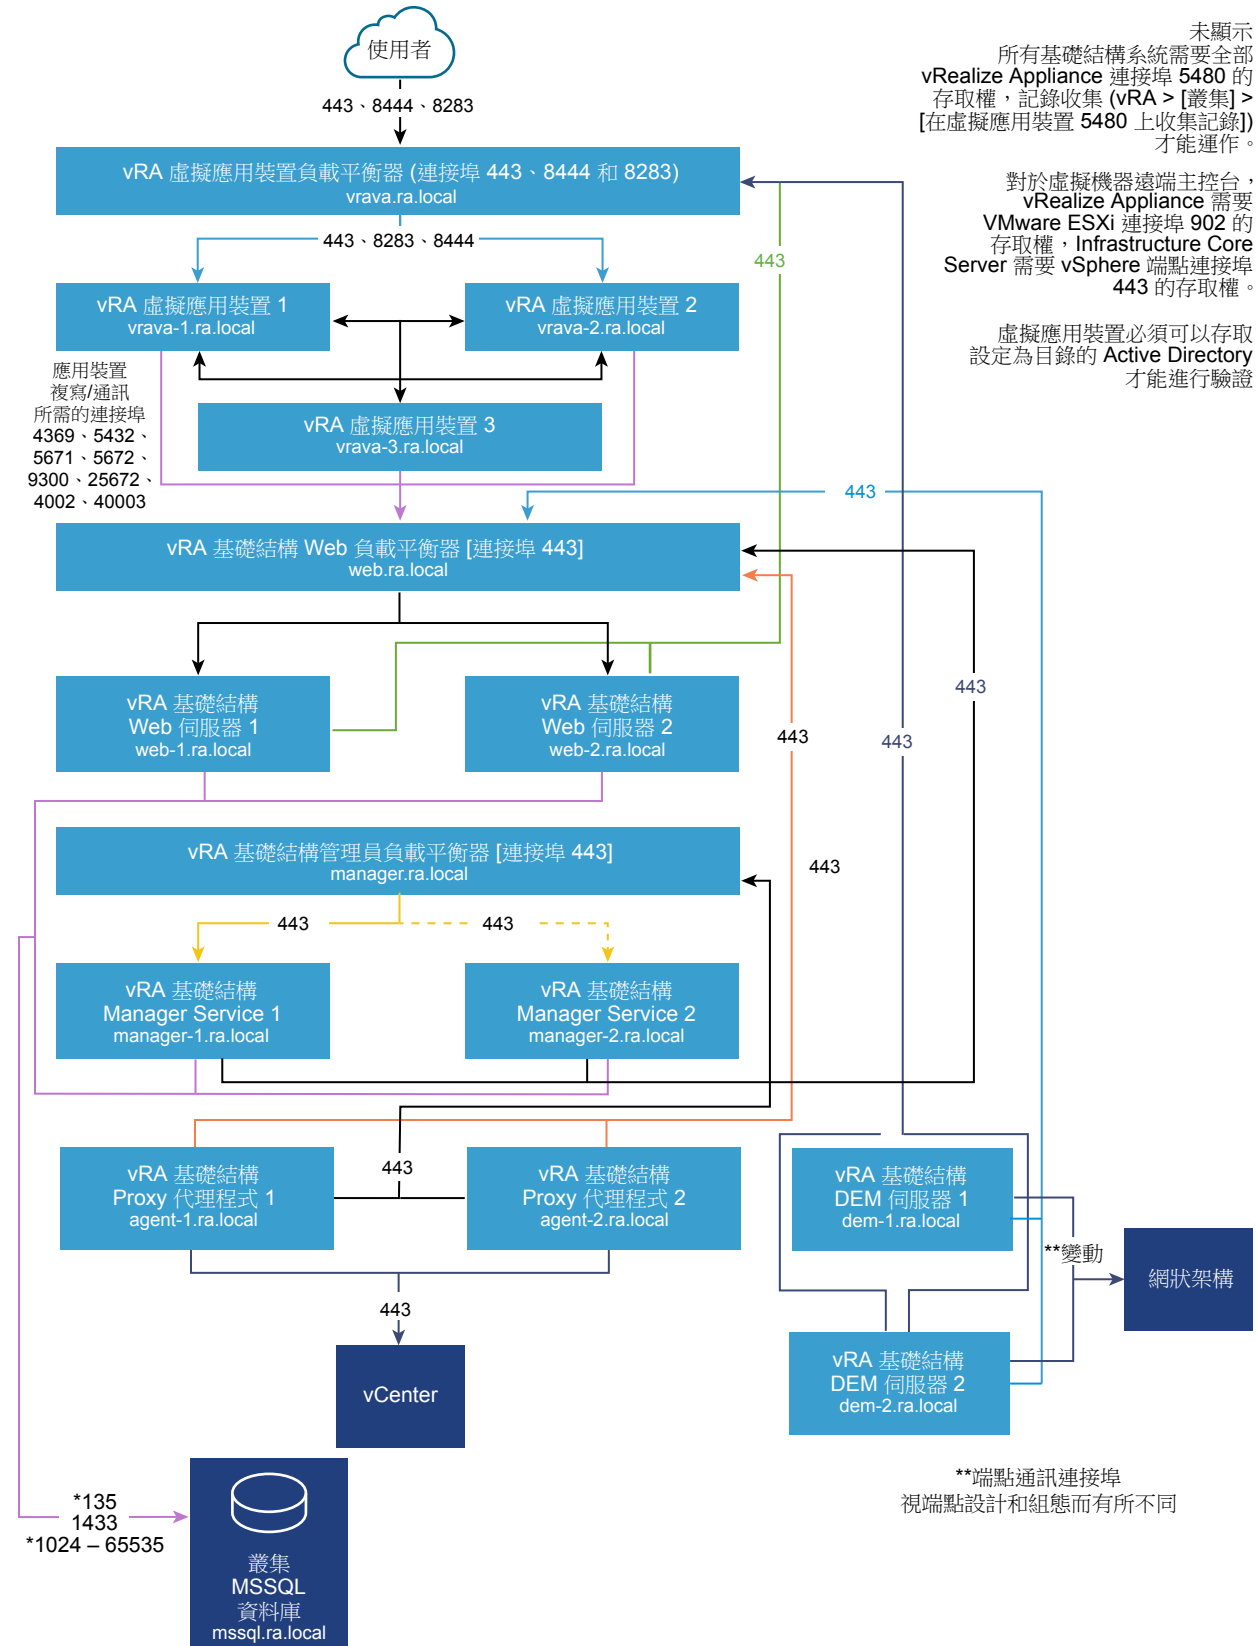 使用者
443、8444、8283
未顯示
所有基礎結構系統需要全部
vRealize Appliance 連接埠 5480 的
存取權，記錄收集 (vRA > [叢集] >
[在虛擬應用裝置 5480 上收集記錄])
才能運作。
對於虛擬機器遠端主控台，
vRealize Appliance 需要
VMware ESXi 連接埠 902 的
存取權，Infrastructure Core
Server 需要 vSphere 端點連接埠
443 的存取權。
虛擬應用裝置必須可以存取
設定為目錄的 Active Directory
才能進行驗證
vRA 虛擬應用裝置負載平衡器 (連接埠 443、8444 和 8283)
vrava.ra.local
443、8283、8444
443
vRA 虛擬應用裝置 1
vrava-1.ra.local
vRA 虛擬應用裝置 2
vrava-2.ra.local
應用裝置
複寫/通訊
所需的連接埠
4369、5432、
5671、5672、
9300、25672、
4002、40003
vRA 虛擬應用裝置 3
vrava-3.ra.local
443
vRA 基礎結構 Web 負載平衡器 [連接埠 443]
web.ra.local
vRA 基礎結構
Web 伺服器 1
web-1.ra.local
vRA 基礎結構
Web 伺服器 2
web-2.ra.local
443
443
443
vRA 基礎結構管理員負載平衡器 [連接埠 443]
manager.ra.local
443
443
443
vRA 基礎結構
Manager Service 1
manager-1.ra.local
vRA 基礎結構
Manager Service 2
manager-2.ra.local
vRA 基礎結構
Proxy 代理程式 1
agent-1.ra.local
443
vRA 基礎結構
Proxy 代理程式 2
agent-2.ra.local
vRA 基礎結構
DEM 伺服器 1
dem-1.ra.local
**變動
網狀架構
443
vCenter
vRA 基礎結構
DEM 伺服器 2
dem-2.ra.local
**端點通訊連接埠
視端點設計和組態而有所不同
*135
1433
*1024 – 65535
叢集
MSSQL
資料庫
mssql.ra.local